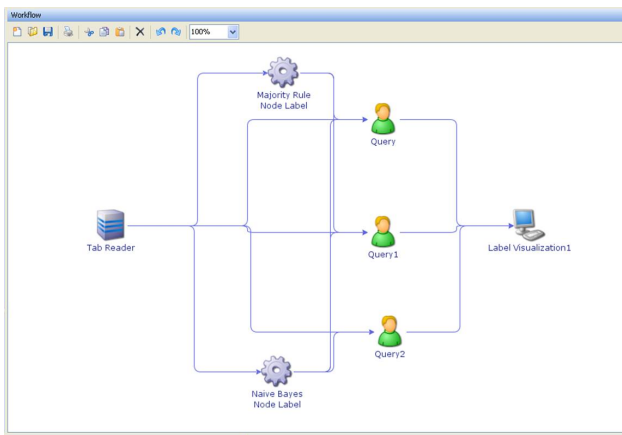 Workflow
100%
Majority Rule
Node Label
Query
Tab Reader
Query1
Label Visualization1
Query2
Naive Bayes
Node Label